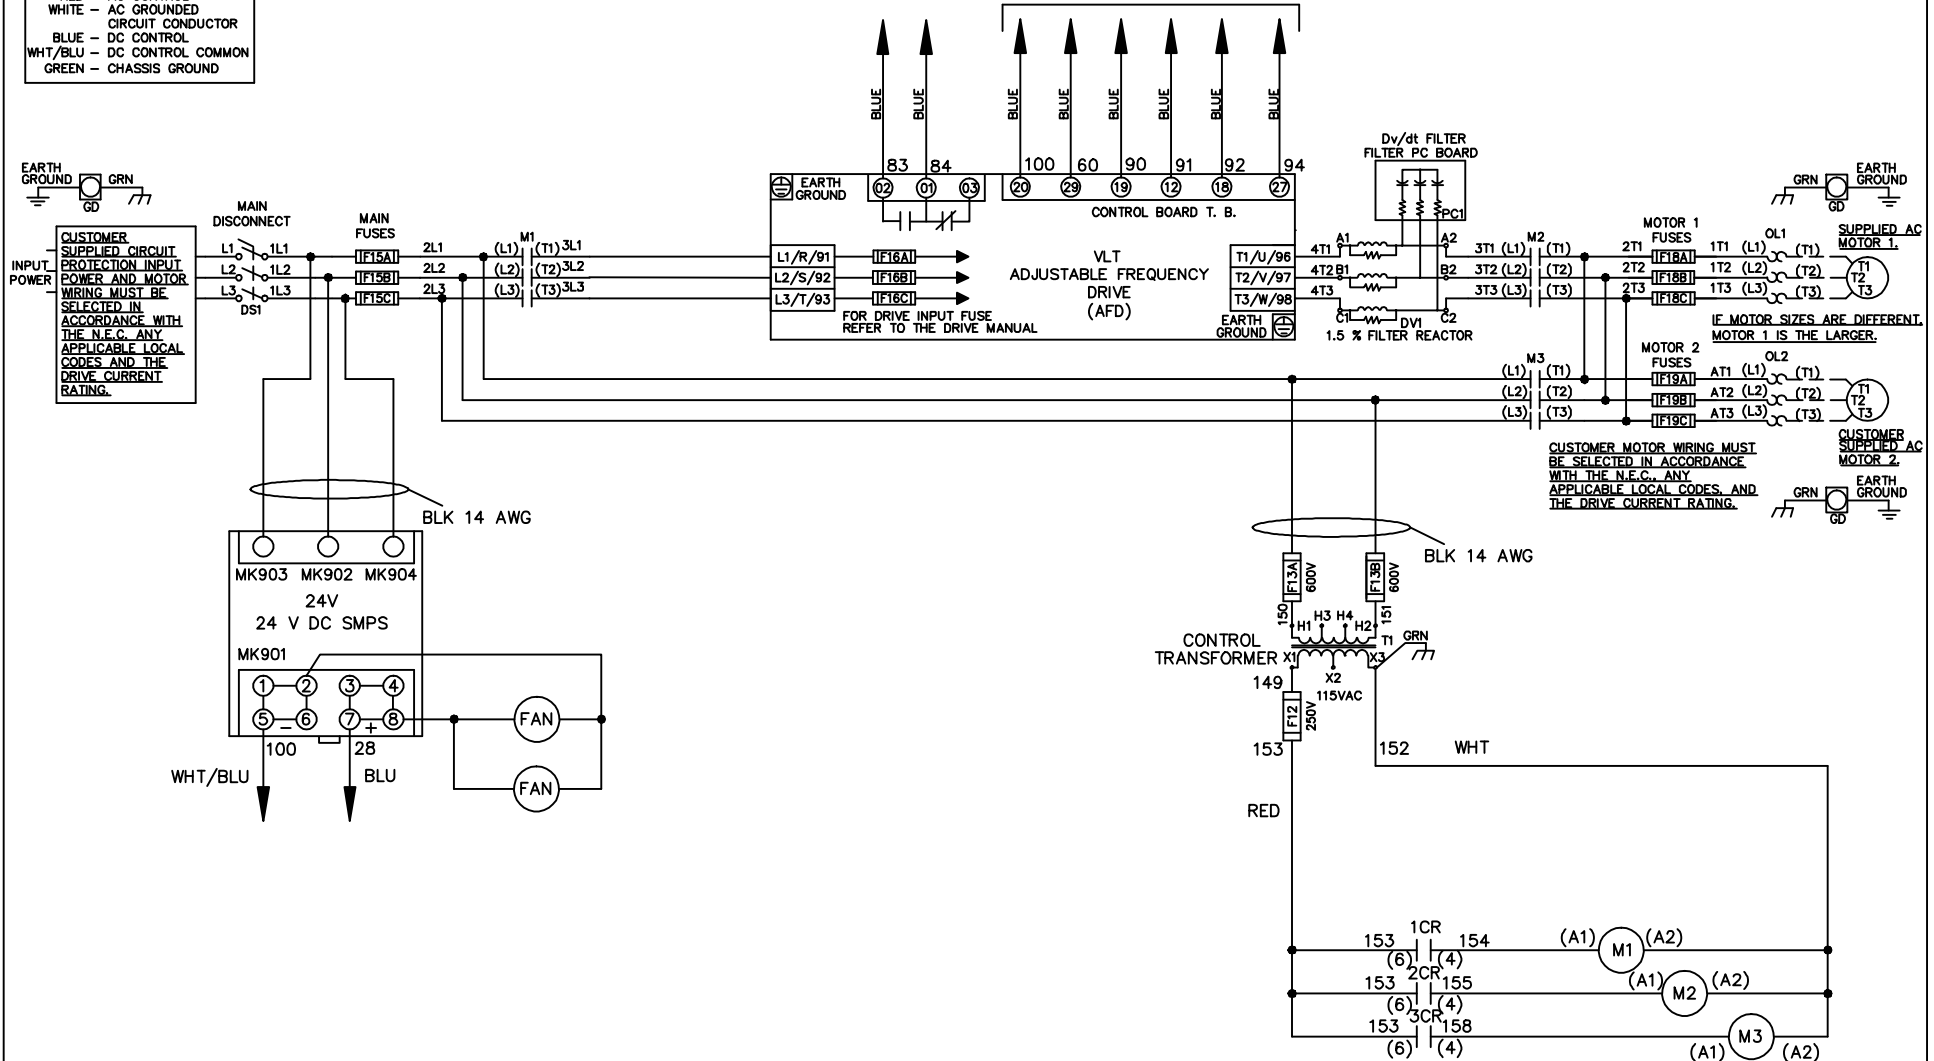 WHITE – AC GROUNDED
CIRCUIT CONDUCTOR
BLUE – DC CONTROL
WHT/BLU – DC CONTROL COMMON
GREEN – CHASSIS GROUND
BLUE BLUE BLUE BLUE BLUE BLUE BLUE BLUE
83 84 100 60 90 91 92 94
EARTH
GROUND
02 01 03 20 29 19 12 18 27
CONTROL BOARD T. B.
EARTH
GROUND GRN
GD
MAIN
DISCONNECT
MAIN
FUSES
INPUT
POWER
CUSTOMER
SUPPLIED CIRCUIT
PROTECTION INPUT
POWER AND MOTOR
WIRING MUST BE
SELECTED IN
ACCORDANCE WITH
THE N.E.C. ANY
APPLICABLE LOCAL
CODES AND THE
DRIVE CURRENT
RATING.
M1
L1 1L1 F15A 2L1 (L1) (T1) 3L1 L1/R/91 F16A
L2 1L2 F15B 2L2 (L2) (T2) 3L2 L2/S/92 F16B
L3 1L3 F15C 2L3 (L3) (T3) 3L3 L3/T/93 F16C
DS1
VLT
ADJUSTABLE FREQUENCY
DRIVE
(AFD)
FOR DRIVE INPUT FUSE
REFER TO THE DRIVE MANUAL
T1/U/96
T2/V/97
T3/W/98
EARTH
GROUND
Dv/dt FILTER
FILTER PC BOARD
PC1
4T1 A1 A2
4T2 B1 B2
4T3 C1 C2
DV1
1.5 % FILTER REACTOR
M2
MOTOR 1
FUSES
OL1
3T1 (L1) (T1) 2T1 F18A 1T1 (L1) (T1)
3T2 (L2) (T2) 2T2 F18B 1T2 (L2) (T2)
3T3 (L3) (T3) 2T3 F18C 1T3 (L3) (T3)
GRN EARTH
GROUND
GD
SUPPLIED AC
MOTOR 1.
T1
T2
T3
IF MOTOR SIZES ARE DIFFERENT,
MOTOR 1 IS THE LARGER.
M3
MOTOR 2
FUSES
OL2
(L1) (T1) F19A AT1 (L1) (T1)
(L2) (T2) F19B AT2 (L2) (T2)
(L3) (T3) F19C AT3 (L3) (T3)
T1
T2
T3
CUSTOMER
SUPPLIED AC
MOTOR 2.
CUSTOMER MOTOR WIRING MUST
BE SELECTED IN ACCORDANCE
WITH THE N.E.C., ANY
APPLICABLE LOCAL CODES, AND
THE DRIVE CURRENT RATING.
GRN EARTH
GROUND
GD
BLK 14 AWG
MK903 MK902 MK904
24V
24 V DC SMPS
MK901
1 2 3 4
5 – 6 7 + 8
100 28
WHT/BLU BLU
FAN
FAN
BLK 14 AWG
F13A 600V F13B 600V
150 151
H1 H3 H4 H2
T1 GRN
CONTROL
TRANSFORMER X1 X3
X2
115VAC
149
F12 250V
153 152 WHT
RED
1CR
153 154 (A1) M1 (A2)
(6) (4)
2CR
153 155 (A1) M2 (A2)
(6) (4)
3CR
153 158 M3
(6) (4) (A1) (A2)